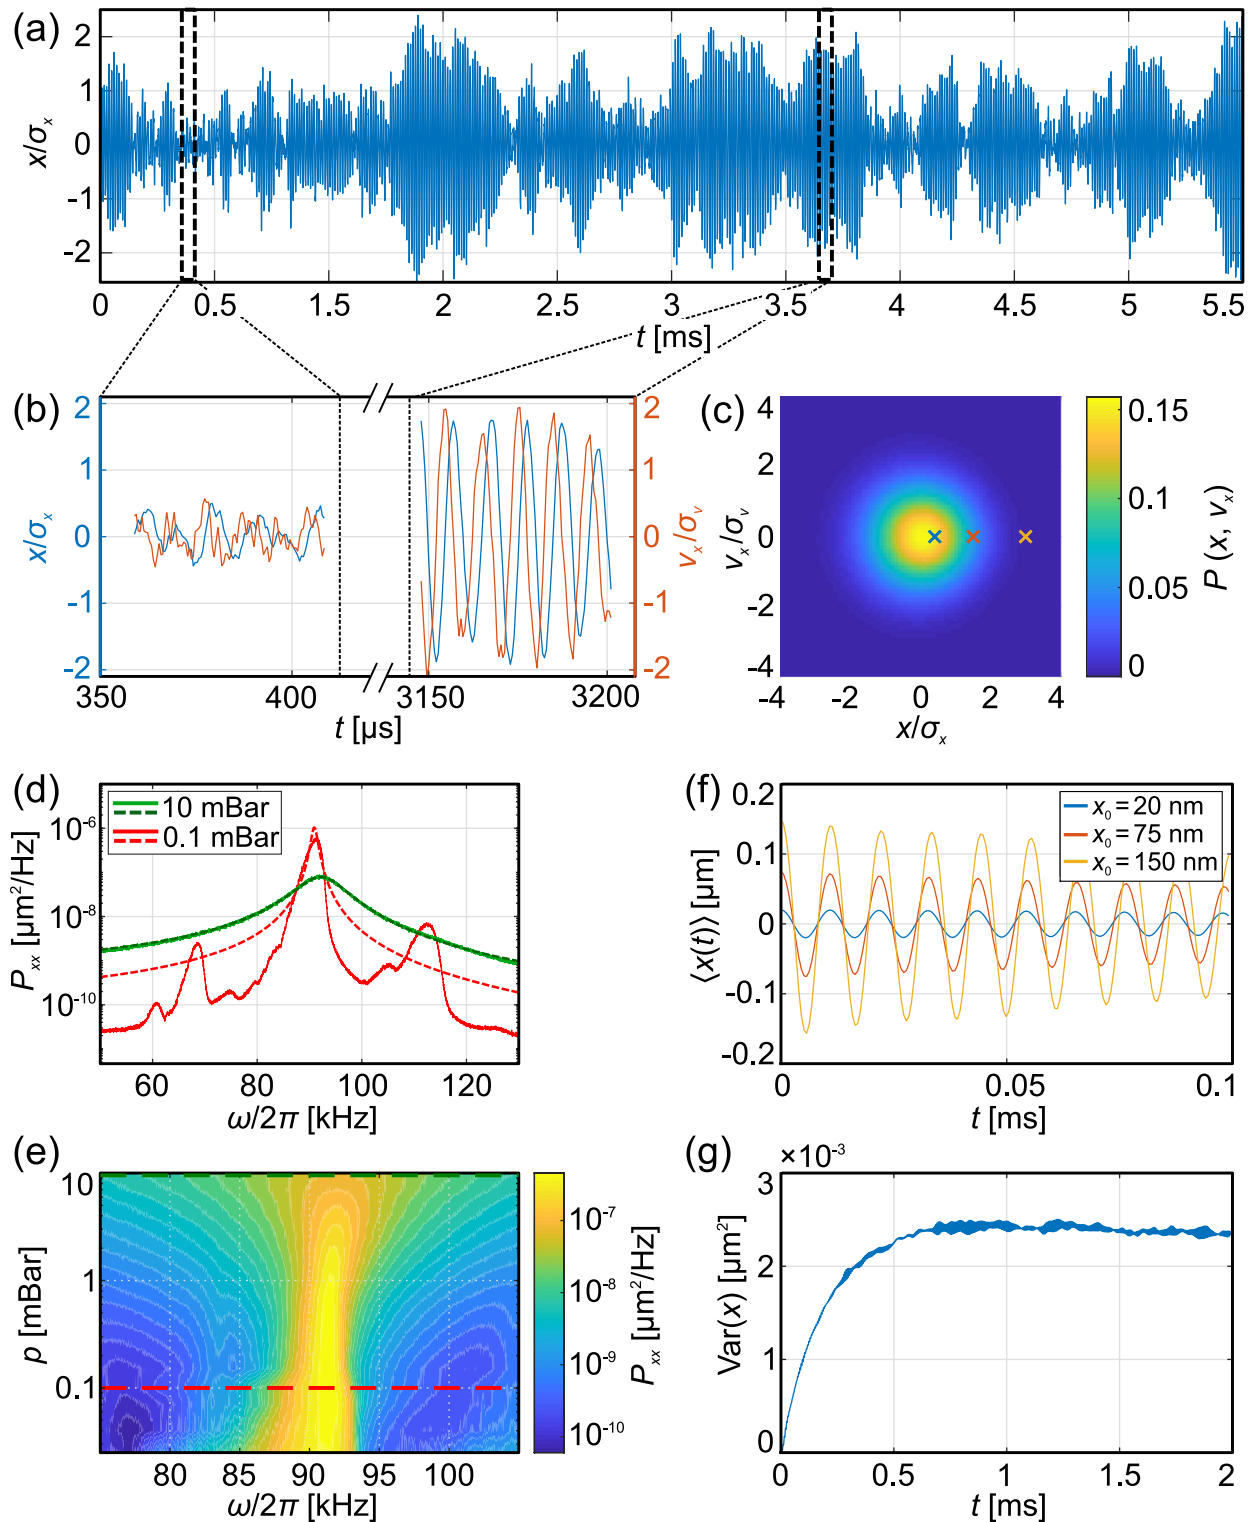 (a)
x/σx
2
1
0
-1
-2
0 0.5 1.5 2 2.5 3 3.5 4 4.5 5 5.5
t [ms]
(b)
x/σx
2
1
0
-1
-2
2
1
0
-1
-2
vx/σv
350 400 3150 3200
t [µs]
(c)
vx/σv
4
2
0
-2
-4
-4 -2 0 2 4
x/σx
0.15
0.1
0.05
0
P (x, vx)
(d)
10 mBar
0.1 mBar
Pxx [µm²/Hz]
10⁻⁶
10⁻⁸
10⁻¹⁰
60 80 100 120
ω/2π [kHz]
(e)
p [mBar]
10
1
0.1
80 85 90 95 100
ω/2π [kHz]
10⁻⁷
10⁻⁸
10⁻⁹
10⁻¹⁰
Pxx [µm²/Hz]
(f)
x₀ = 20 nm
x₀ = 75 nm
x₀ = 150 nm
⟨x(t)⟩ [µm]
0.2
0.1
0
-0.1
-0.2
0 0.05 0.1
t [ms]
(g)
×10⁻³
Var(x) [µm²]
3
2
1
0
0 0.5 1 1.5 2
t [ms]